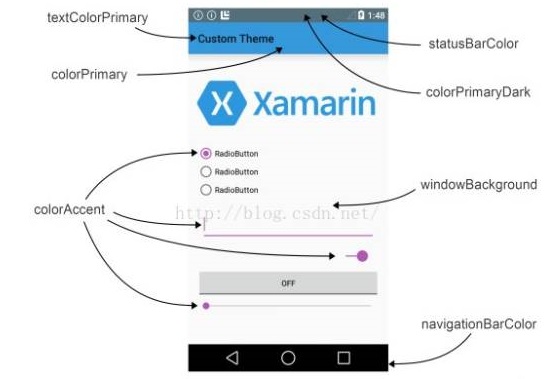 textColorPrimary
1:48
Custom Theme
statusBarColor
colorPrimary
colorPrimaryDark
Xamarin
RadioButton
RadioButton
RadioButton
windowBackground
colorAccent
http://blog.csdn.net/
OFF
navigationBarColor